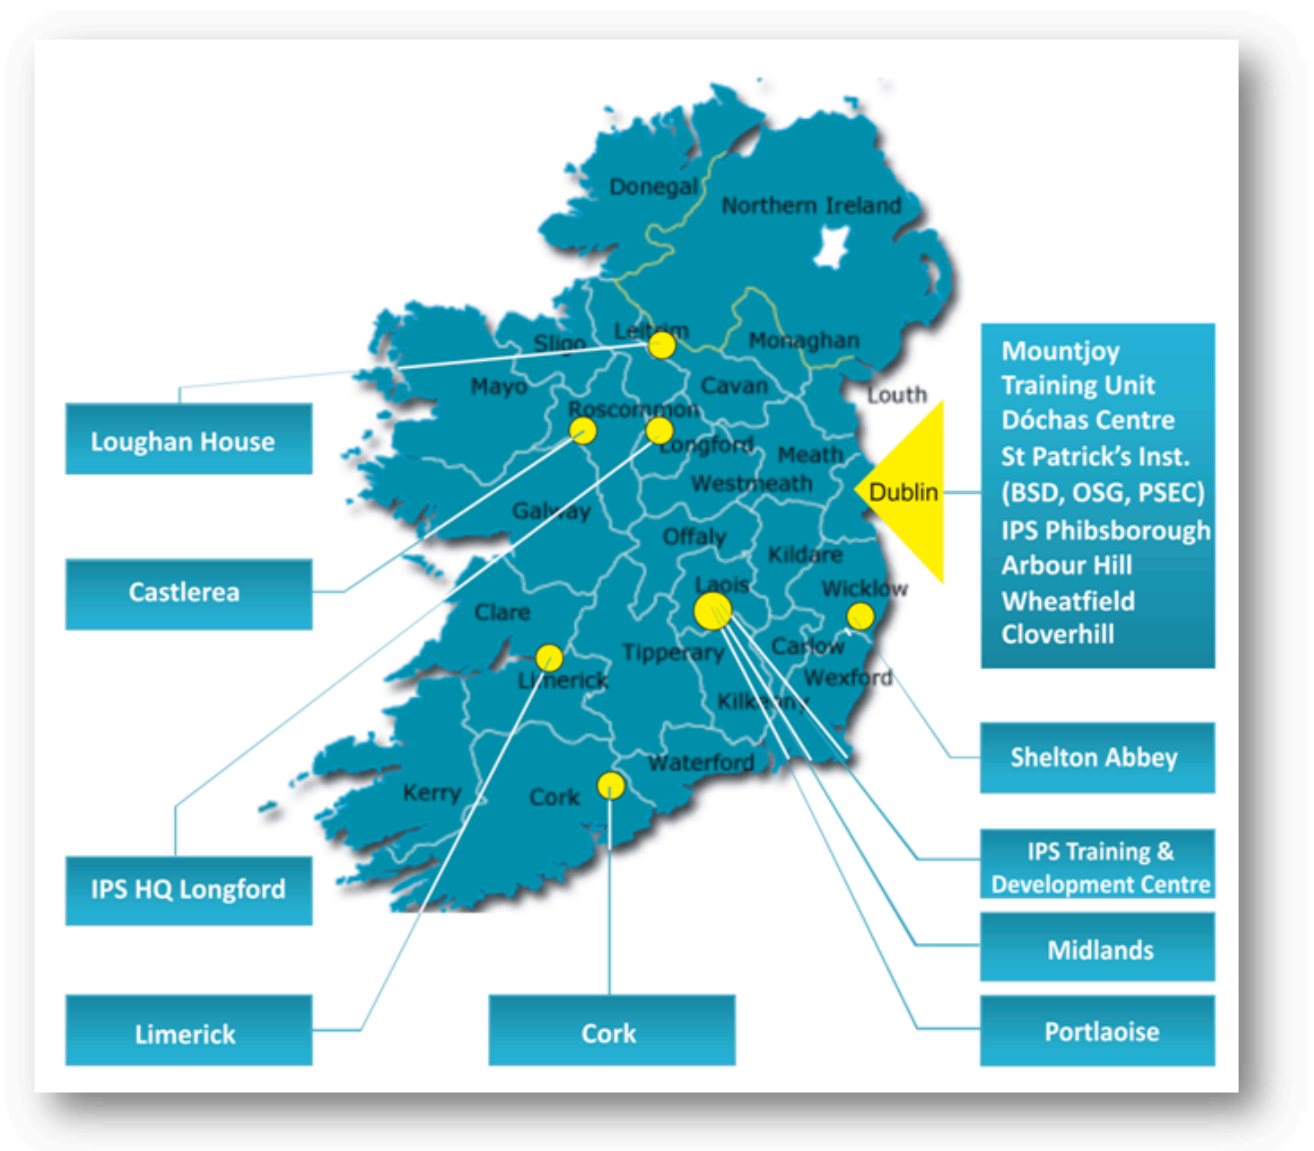 Donegal
Northern Ireland
Leitrim
Sligo
Monaghan
Mayo
Cavan
Louth
Roscommon
Longford
Meath
Westmeath
Dublin
Galway
Offaly
Kildare
Laois
Wicklow
Clare
Tipperary
Carlow
Limerick
Wexford
Kilkenny
Waterford
Kerry
Cork
Loughan House
Castlerea
IPS HQ Longford
Limerick
Cork
Mountjoy
Training Unit
Dóchas Centre
St Patrick’s Inst.
(BSD, OSG, PSEC)
IPS Phibsborough
Arbour Hill
Wheatfield
Cloverhill
Shelton Abbey
IPS Training &
Development Centre
Midlands
Portlaoise